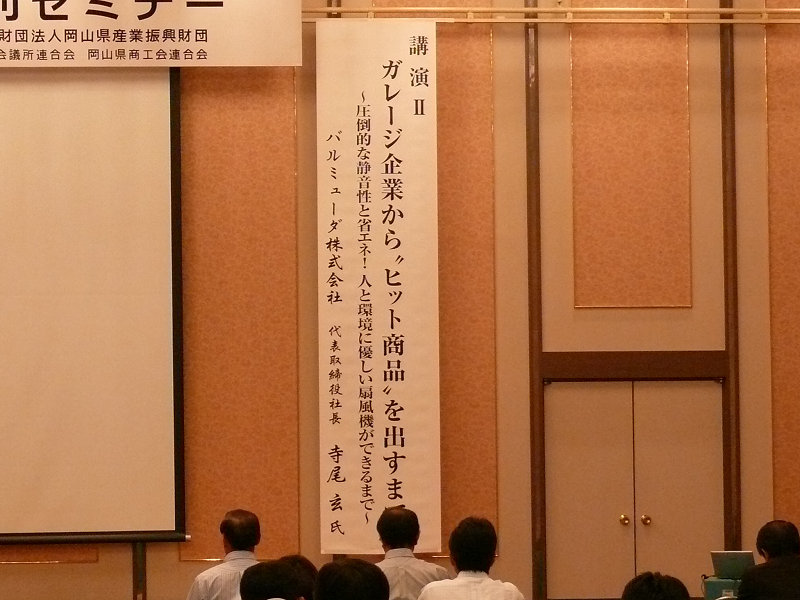 セミナー
財団法人岡山県産業振興財団
会議所連合会　岡山県商工会連合会
講演Ⅱ
ガレージ企業から〝ヒット商品〟を出すま
～圧倒的な静音性と省エネ！人と環境に優しい扇風機ができるまで～
バルミューダ株式会社　代表取締役社長　寺尾　玄　氏